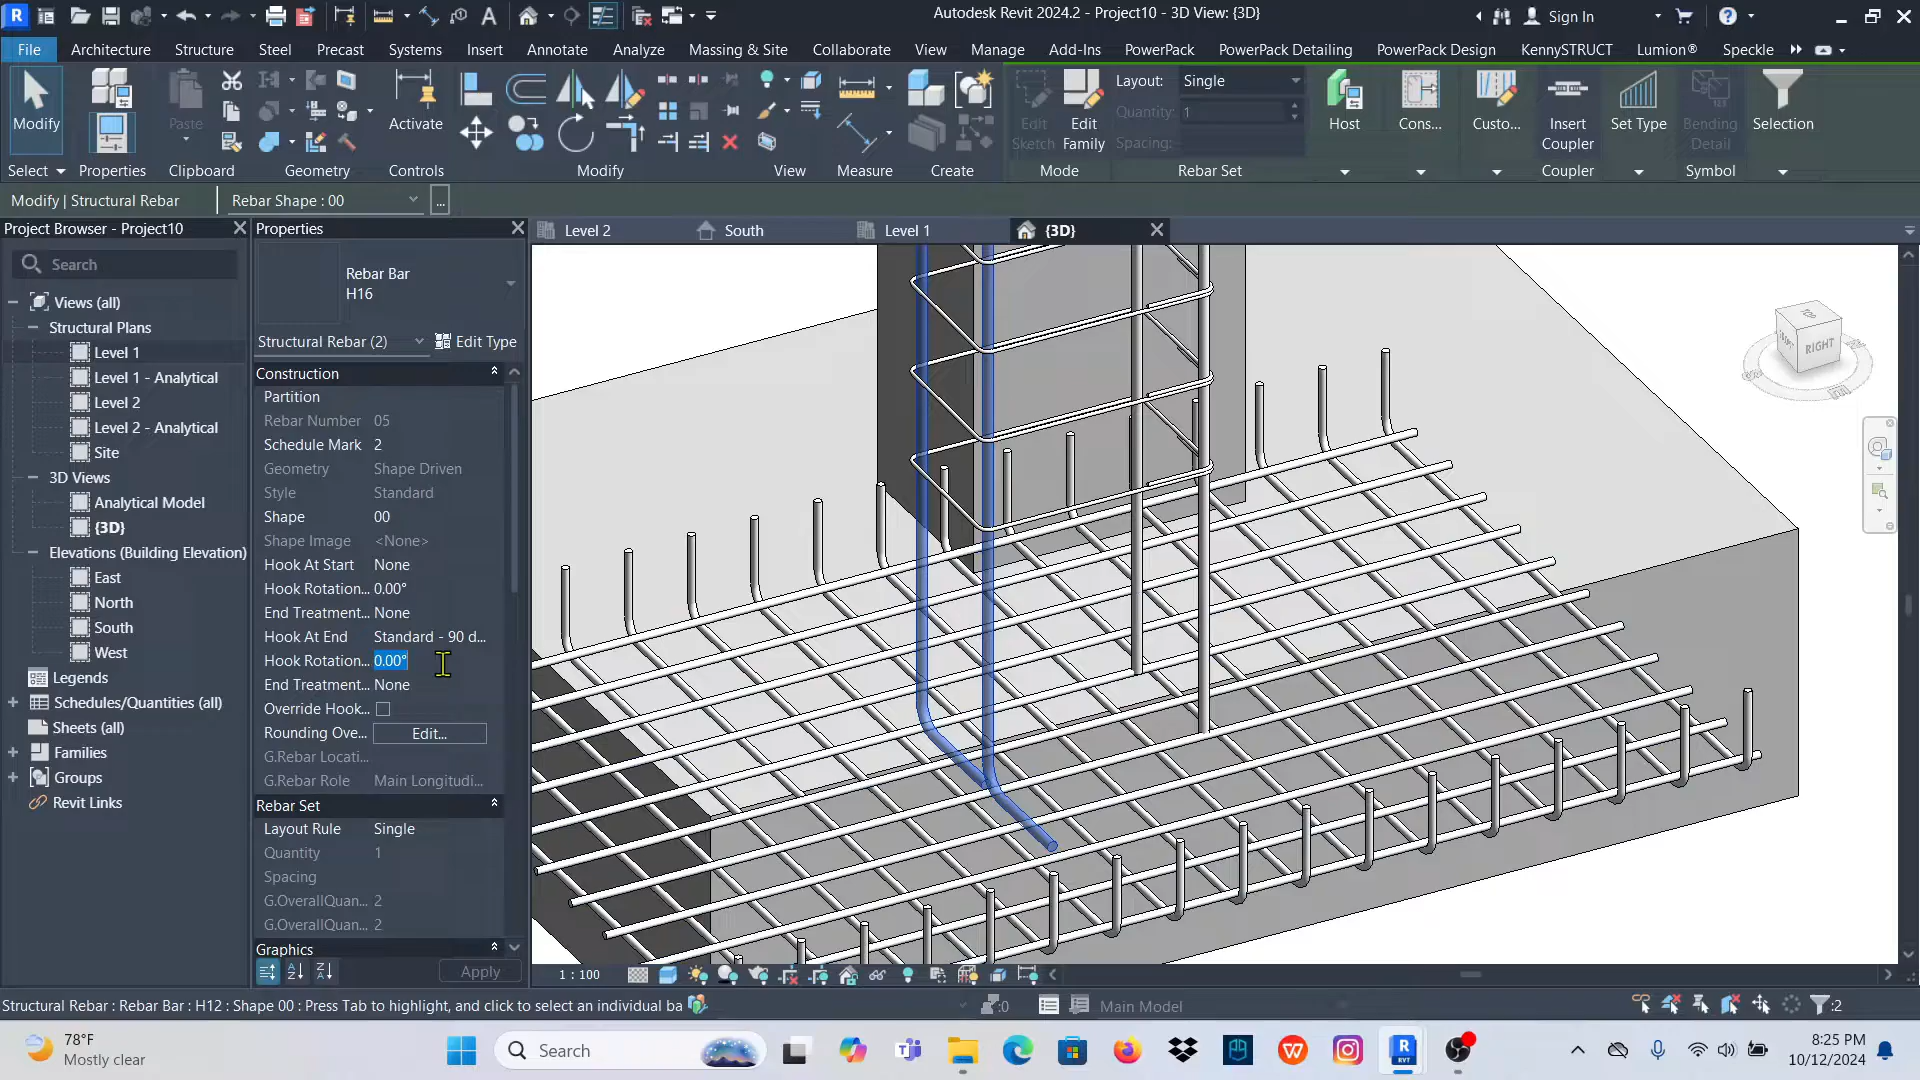 Autodesk Revit 2024.2 - Project10 - 3D View: {3D}
Sign In
File Architecture Structure Steel Precast Systems Insert Annotate Analyze Massing & Site Collaborate View Manage Add-Ins PowerPack PowerPack Detailing PowerPack Design KennySTRUCT Lumion® Speckle
Modify
Paste
Activate
Edit Sketch
Edit Family
Layout: Single
Quantity: 1
Spacing:
Host
Cons...
Custo...
Insert Coupler
Set Type
Bending Detail
Selection
Select Properties Clipboard Geometry Controls Modify View Measure Create Mode Rebar Set Coupler Symbol
Modify | Structural Rebar
Rebar Shape : 00
...
Project Browser - Project10
Search
Views (all)
Structural Plans
Level 1
Level 1 - Analytical
Level 2
Level 2 - Analytical
Site
3D Views
Analytical Model
{3D}
Elevations (Building Elevation)
East
North
South
West
Legends
Schedules/Quantities (all)
Sheets (all)
Families
Groups
Revit Links
Properties
Rebar Bar
H16
Structural Rebar (2)
Edit Type
Construction
Partition
Rebar Number 05
Schedule Mark 2
Geometry Shape Driven
Style Standard
Shape 00
Shape Image <None>
Hook At Start None
Hook Rotation... 0.00°
End Treatment... None
Hook At End Standard - 90 d...
Hook Rotation... 0.00°
End Treatment... None
Override Hook...
Rounding Ove... Edit...
G.Rebar Locati...
G.Rebar Role Main Longitudi...
Rebar Set
Layout Rule Single
Quantity 1
Spacing
G.OverallQuan... 2
G.OverallQuan... 2
Graphics
Apply
Level 2
South
Level 1
{3D}
TOP
RIGHT
1 : 100
Structural Rebar : Rebar Bar : H12 : Shape 00 : Press Tab to highlight, and click to select an individual ba
:0
Main Model
:2
78°F
Mostly clear
Search
8:25 PM
10/12/2024